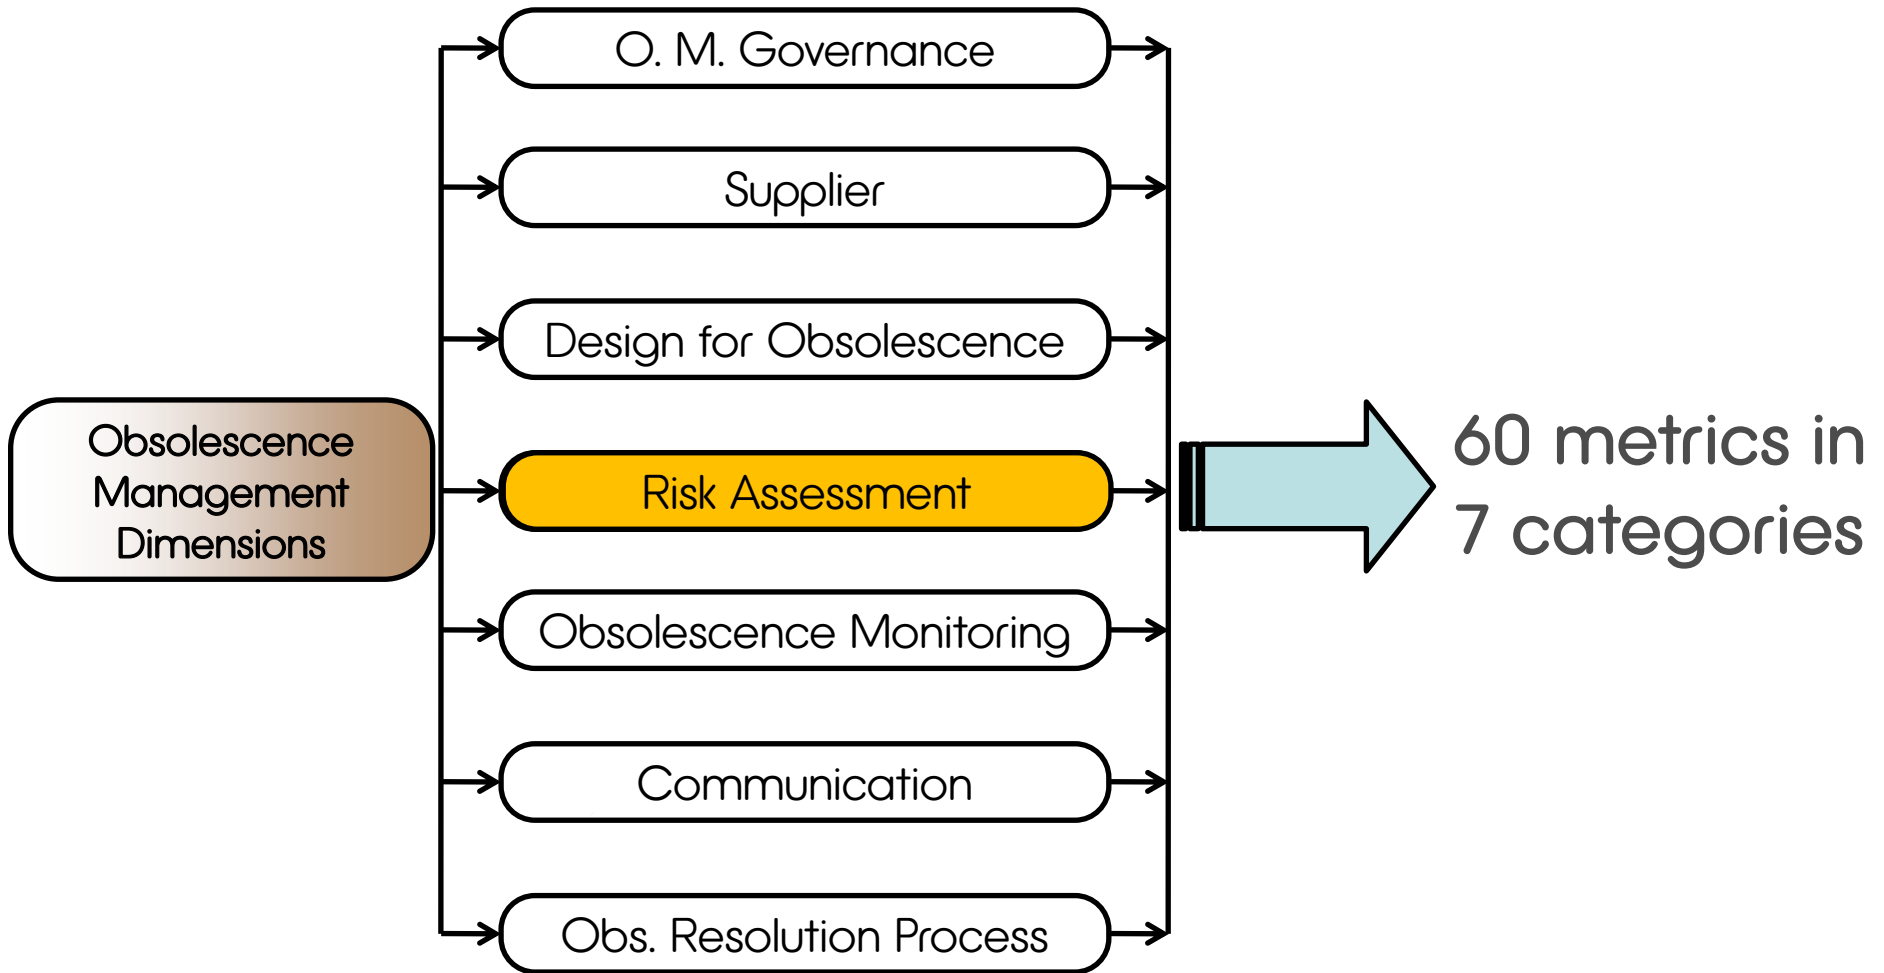 O. M. Governance
Supplier
Design for Obsolescence
Obsolescence
Management
Dimensions
Risk Assessment
60 metrics in
7 categories
Obsolescence Monitoring
Communication
Obs. Resolution Process